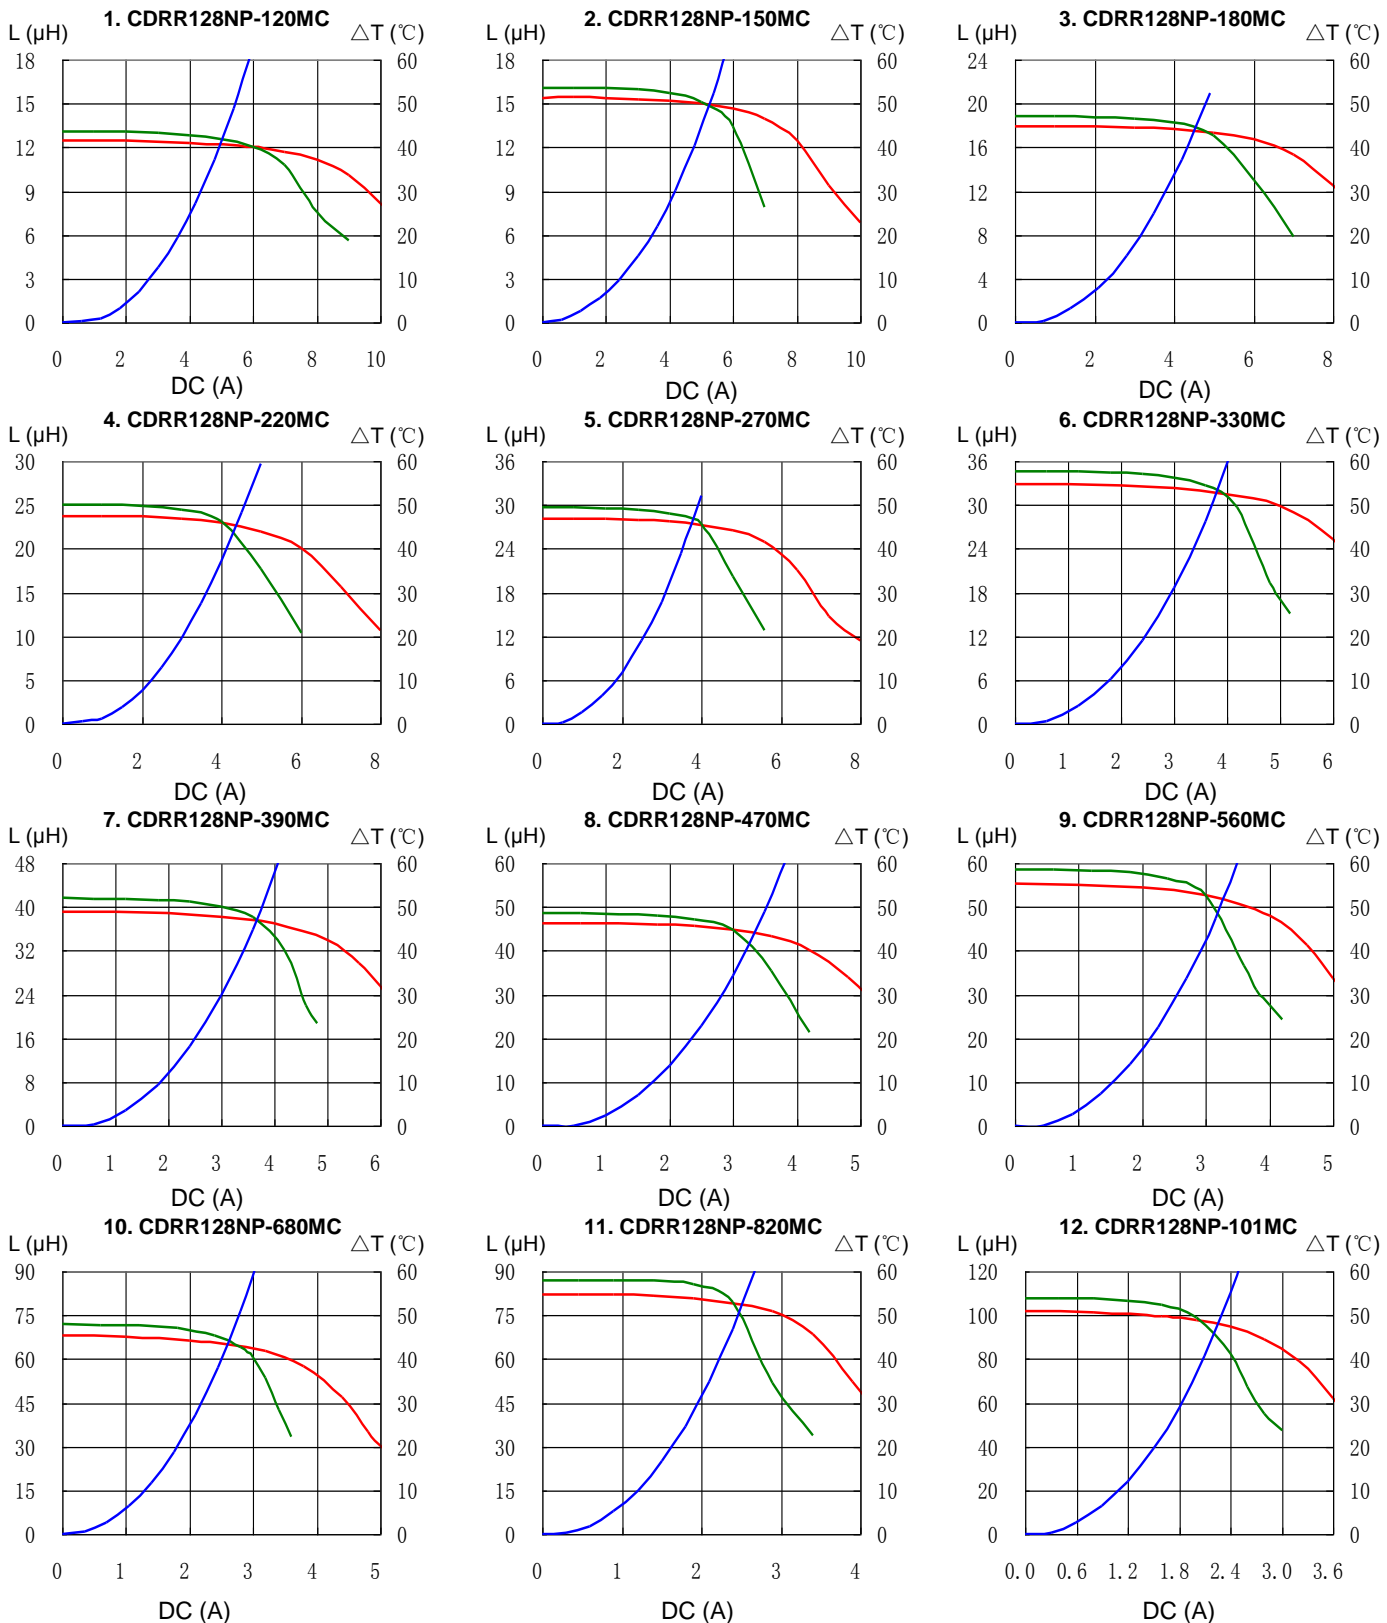 1. CDRR128NP-120MC
L (μH) △T (℃)
18 60
15 50
12 40
9 30
6 20
3 10
0 0
0 2 4 6 8 10
DC (A)
2. CDRR128NP-150MC
L (μH) △T (℃)
18 60
15 50
12 40
9 30
6 20
3 10
0 0
0 2 4 6 8 10
DC (A)
3. CDRR128NP-180MC
L (μH) △T (℃)
24 60
20 50
16 40
12 30
8 20
4 10
0 0
0 2 4 6 8
DC (A)
4. CDRR128NP-220MC
L (μH) △T (℃)
30 60
25 50
20 40
15 30
10 20
5 10
0 0
0 2 4 6 8
DC (A)
5. CDRR128NP-270MC
L (μH) △T (℃)
36 60
30 50
24 40
18 30
12 20
6 10
0 0
0 2 4 6 8
DC (A)
6. CDRR128NP-330MC
L (μH) △T (℃)
36 60
30 50
24 40
18 30
12 20
6 10
0 0
0 1 2 3 4 5 6
DC (A)
7. CDRR128NP-390MC
L (μH) △T (℃)
48 60
40 50
32 40
24 30
16 20
8 10
0 0
0 1 2 3 4 5 6
DC (A)
8. CDRR128NP-470MC
L (μH) △T (℃)
60 60
50 50
40 40
30 30
20 20
10 10
0 0
0 1 2 3 4 5
DC (A)
9. CDRR128NP-560MC
L (μH) △T (℃)
60 60
50 50
40 40
30 30
20 20
10 10
0 0
0 1 2 3 4 5
DC (A)
10. CDRR128NP-680MC
L (μH) △T (℃)
90 60
75 50
60 40
45 30
30 20
15 10
0 0
0 1 2 3 4 5
DC (A)
11. CDRR128NP-820MC
L (μH) △T (℃)
90 60
75 50
60 40
45 30
30 20
15 10
0 0
0 1 2 3 4
DC (A)
12. CDRR128NP-101MC
L (μH) △T (℃)
120 60
100 50
80 40
60 30
40 20
20 10
0 0
0.0 0.6 1.2 1.8 2.4 3.0 3.6
DC (A)